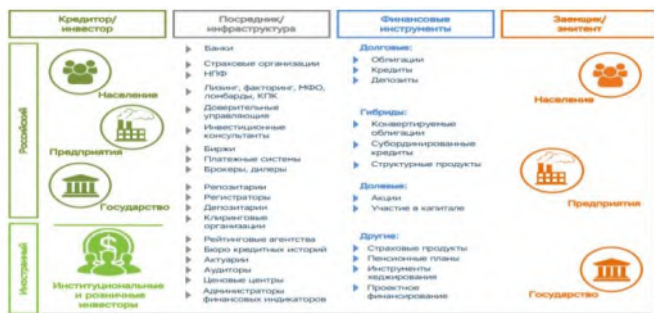 Кредитор/
инвестор
Посредник/
инфраструктура
Финансовые
инструменты
Заемщик/
эмитент
Российский
Население
Предприятия
Государство
Иностранный
Институциональные
и розничные
инвесторы
Банки
Страховые организации
НПФ
Лизинг, факторинг, МФО,
ломбарды, КПК
Доверительные
управляющие
Инвестиционные
консультанты
Биржи
Платежные системы
Брокеры, дилеры
Репозитарии
Регистраторы
Депозитарии
Клиринговые
организации
Рейтинговые агентства
Бюро кредитных историй
Актуарии
Аудиторы
Ценовые центры
Администраторы
финансовых индикаторов
Долговые:
Облигации
Кредиты
Депозиты
Гибриды:
Конвертируемые
облигации
Субординированные
кредиты
Структурные продукты
Долевые:
Акции
Участие в капитале
Другие:
Страховые продукты
Пенсионные планы
Инструменты
хеджирования
Проектное
финансирование
Население
Предприятия
Государство